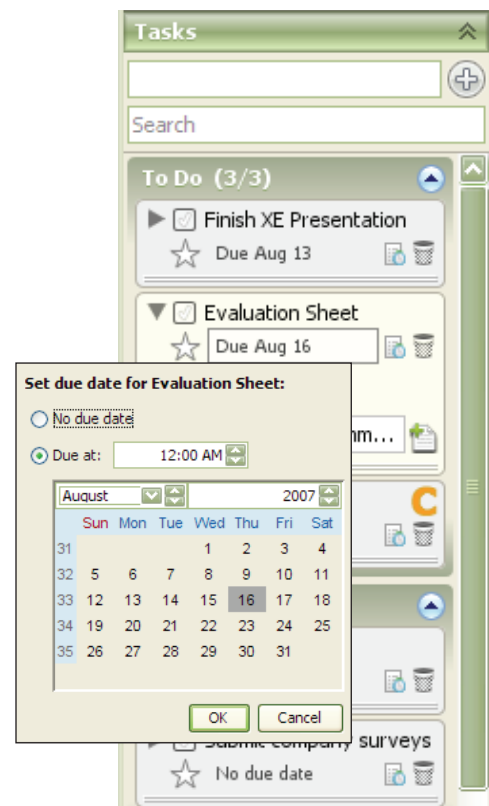 Tasks
Search
To Do (3/3)
Finish XE Presentation
Due Aug 13
Evaluation Sheet
Due Aug 16
Set due date for Evaluation Sheet:
No due date
Due at: 12:00 AM
August 2007
Sun Mon Tue Wed Thu Fri Sat
31 1 2 3 4
32 5 6 7 8 9 10 11
33 12 13 14 15 16 17 18
34 19 20 21 22 23 24 25
35 26 27 28 29 30 31
OK Cancel
C
surveys
No due date